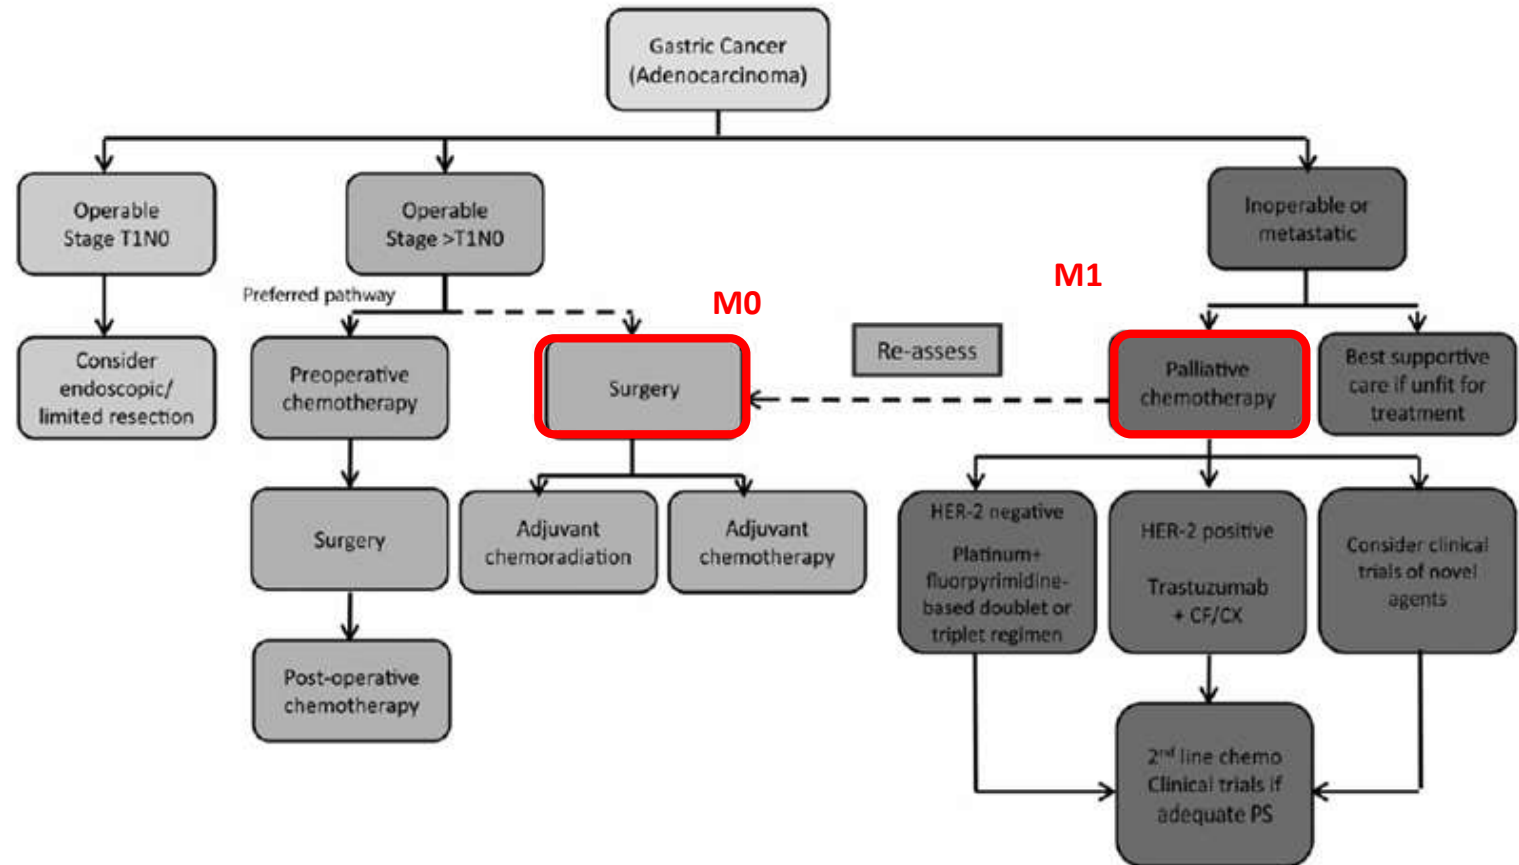 Gastric Cancer
(Adenocarcinoma)
Operable
Stage T1N0
Operable
Stage >T1N0
Inoperable or
metastatic
Preferred pathway
M0
M1
Consider
endoscopic/
limited resection
Preoperative
chemotherapy
Surgery
Re-assess
Palliative
chemotherapy
Best supportive
care if unfit for
treatment
Surgery
Adjuvant
chemoradiation
Adjuvant
chemotherapy
HER-2 negative
Platinum+
fluorpyrimidine-
based doublet or
triplet regimen
HER-2 positive
Trastuzumab
+ CF/CX
Consider clinical
trials of novel
agents
Post-operative
chemotherapy
2nd line chemo
Clinical trials if
adequate PS